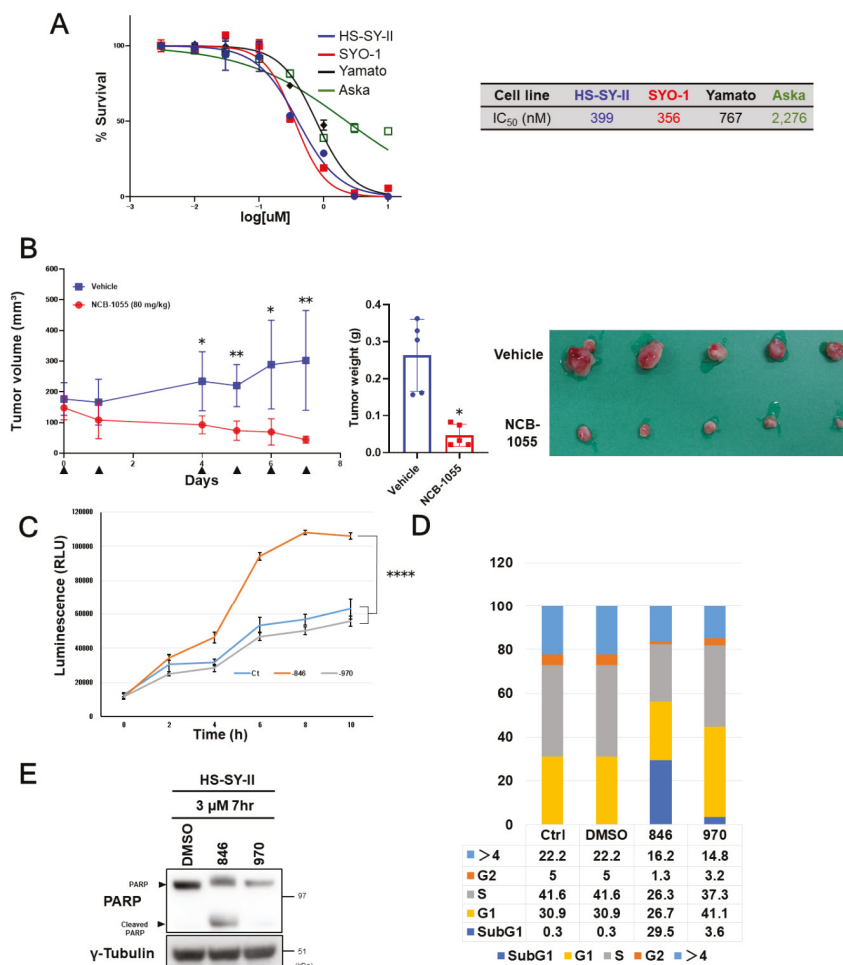 A
HS-SY-II
SYO-1
Yamato
Aska
% Survival
100
50
0
−3 −2 −1 0 1
log[uM]
Cell line HS-SY-II SYO-1 Yamato Aska
IC50 (nM) 399 356 767 2,276
B
Tumor volume (mm³)
600
500
400
300
200
100
0
Vehicle
NCB-1055 (80 mg/kg)
* ** * **
0 2 4 6 8
Days
Tumor weight (g)
0.4
0.3
0.2
0.1
0.0
*
Vehicle
NCB-1055
Vehicle
NCB-
1055
C
Luminescence (RLU)
120000
100000
80000
60000
40000
20000
0
****
Ct -846 -970
0 2 4 6 8 10
Time (h)
D
120
100
80
60
40
20
0
Ctrl DMSO 846 970
＞4 22.2 22.2 16.2 14.8
G2 5 5 1.3 3.2
S 41.6 41.6 26.3 37.3
G1 30.9 30.9 26.7 41.1
SubG1 0.3 0.3 29.5 3.6
SubG1 G1 S G2 ＞4
E
HS-SY-II
3 μM 7hr
DMSO 846 970
PARP
97
PARP
Cleaved
PARP
γ-Tubulin
51